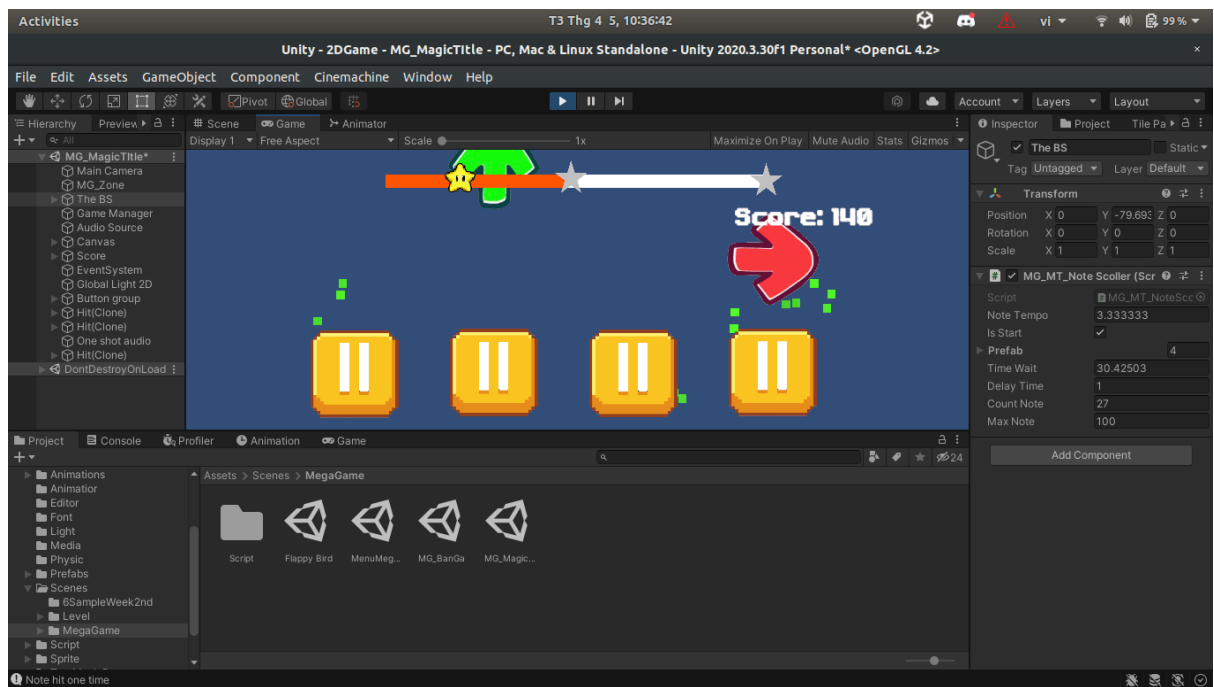 Activities T3 Thg 4 5, 10:36:42 vi 99 %
Unity - 2DGame - MG_MagicTItle - PC, Mac & Linux Standalone - Unity 2020.3.30f1 Personal* <OpenGL 4.2>
File Edit Assets GameObject Component Cinemachine Window Help
Pivot Global Account Layers Layout
Hierarchy Preview Scene Game Animator Inspector Project Tile Pa
All Display 1 Free Aspect Scale 1x Maximize On Play Mute Audio Stats Gizmos The BS Static
MG_MagicTItle*
Main Camera Tag Untagged Layer Default
MG_Zone
The BS Transform
Game Manager Position X 0 Y -79.693 Z 0
Audio Source Rotation X 0 Y 0 Z 0
Canvas Scale X 1 Y 1 Z 1
Score Score: 140
EventSystem MG_MT_Note Scoller (Scr
Global Light 2D
Button group Script MG_MT_NoteScc
Hit(Clone) Note Tempo 3.333333
Hit(Clone) Is Start
One shot audio Prefab 4
Hit(Clone)
DontDestroyOnLoad Time Wait 30.42503
Delay Time 1
Count Note 27
Max Note 100
Project Console Profiler Animation Game
24
Add Component
Animations Assets > Scenes > MegaGame
Animatior
Editor
Font
Light
Media
Physic Script Flappy Bird MenuMeg... MG_BanGa MG_Magic...
Prefabs
Scenes
6SampleWeek2nd
Level
MegaGame
Script
Sprite
Note hit one time